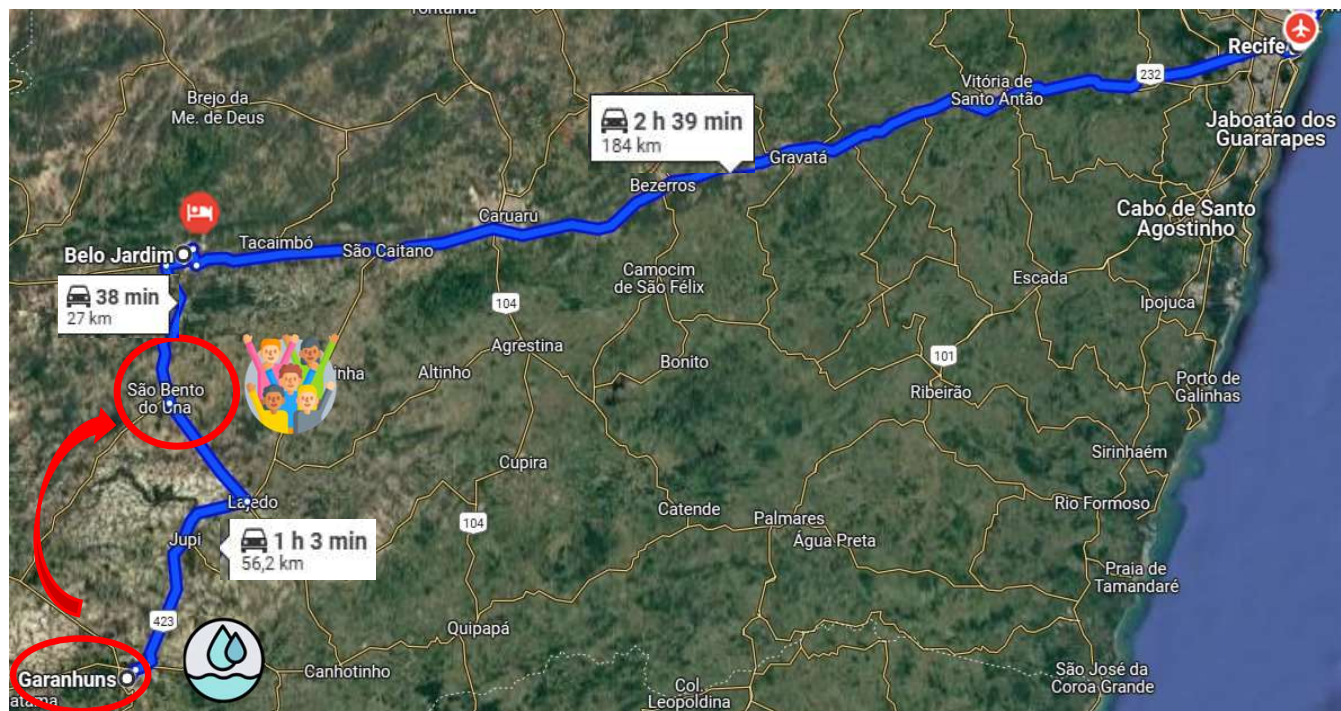 Recife
232
Vitória de
Santo Antão
Brejo da
Me. de Deus
2 h 39 min
184 km
Jaboatão dos
Guararapes
Gravatá
Bezerros
Caruaru
Cabo de Santo
Agostinho
Tacaimbó
São Caitano
Belo Jardim
Camocim
de São Félix
Escada
38 min
27 km
104
Ipojuca
Agrestina
101
Bonito
Altinho
inha
São Bento
do Una
Ribeirão
Porto de
Galinhas
Sirinhaém
Cupira
Lajedo
Rio Formoso
Catende
Palmares
104
Jupi
1 h 3 min
56,2 km
Água Preta
Praia de
Tamandaré
423
Quipapá
Canhotinho
Garanhuns
São José da
Coroa Grande
Col.
Leopoldina